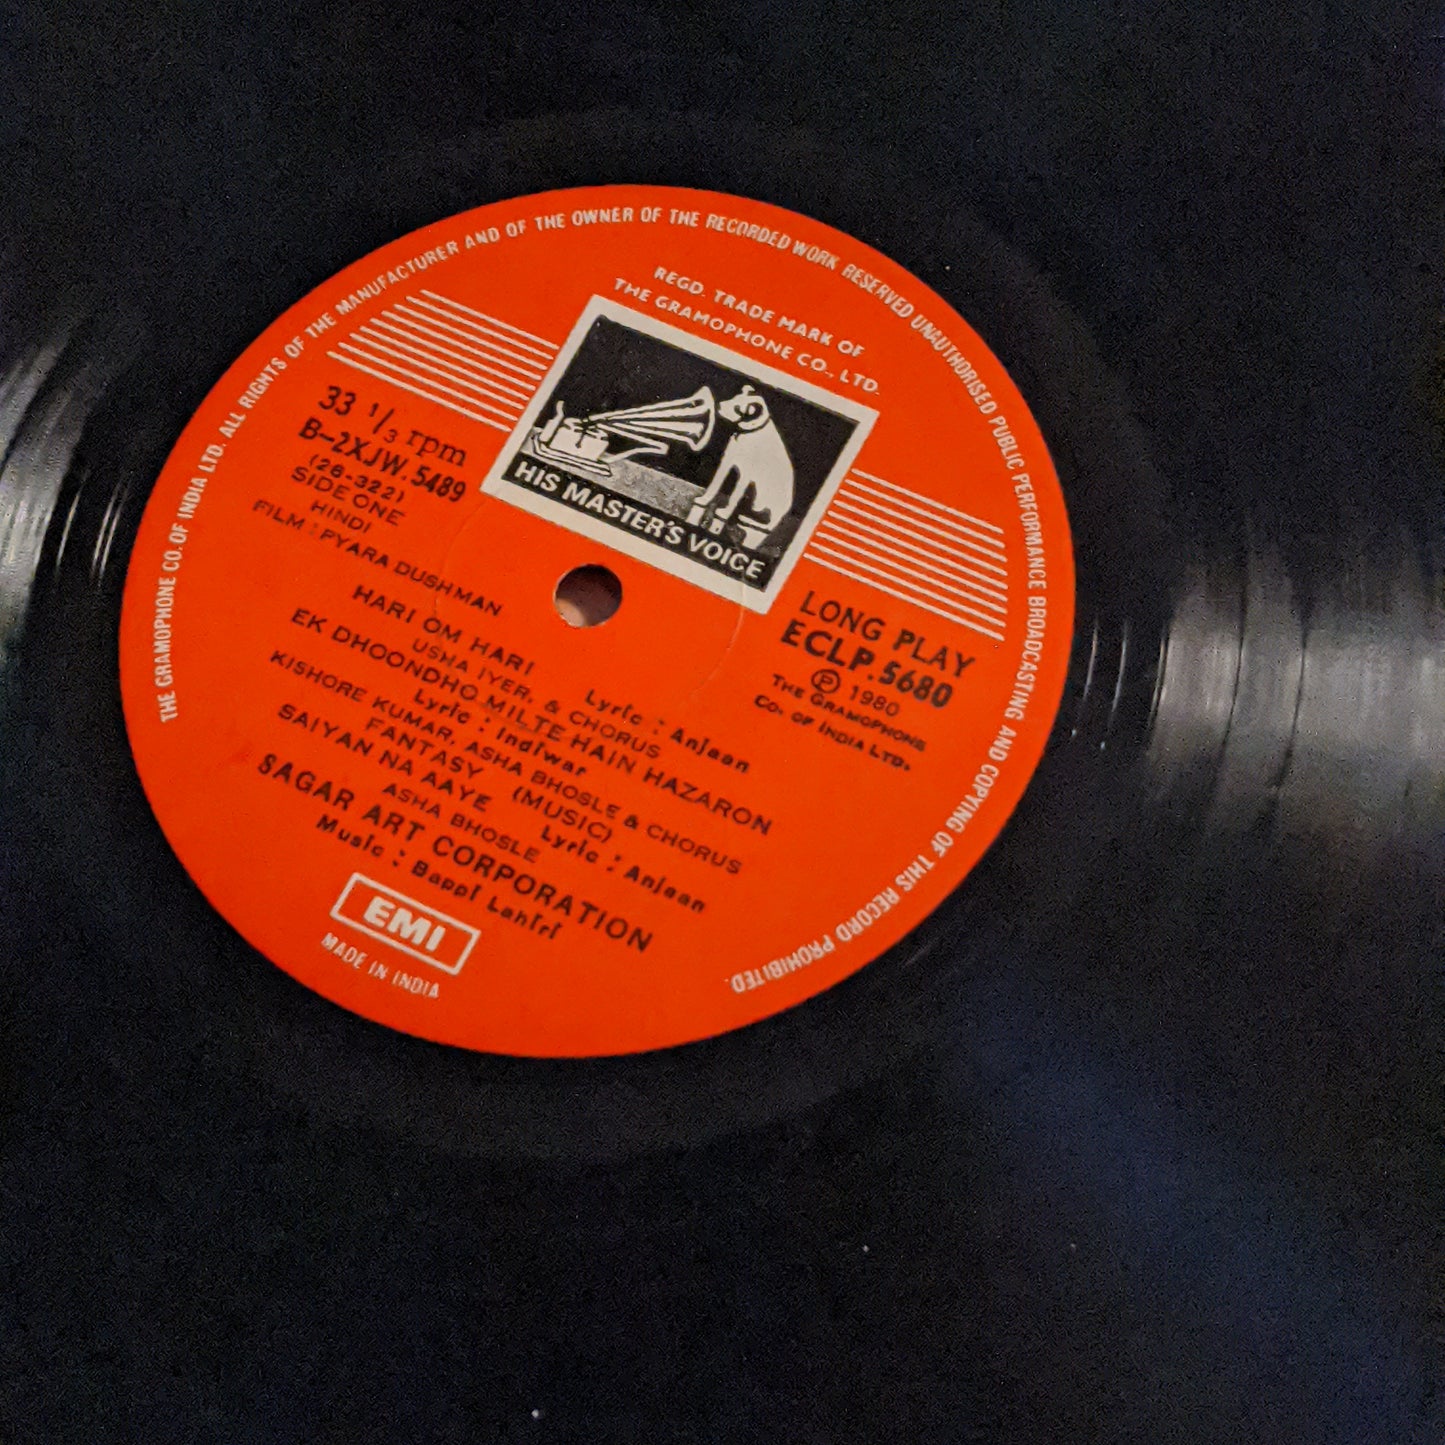 THE GRAMOPHONE CO. OF INDIA LTD. ALL RIGHTS OF THE MANUFACTURER AND OF THE OWNER OF THE RECORDED WORK RESERVED UNAUTHORISED PUBLIC PERFORMANCE BROADCASTING AND COPYING OF THIS RECORD PROHIBITED.
REGD. TRADE MARK OF
THE GRAMOPHONE CO., LTD.
HIS MASTER'S VOICE
33 1/3 rpm
B-2XJW.5489
(26-322)
SIDE ONE
HINDI
FILM : PYARA DUSHMAN
LONG PLAY
ECLP.5680
Ⓟ 1980
THE GRAMOPHONE
CO. OF INDIA LTD.
HARI OM HARI Lyric : Anjaan
USHA IYER, & CHORUS
EK DHOONDHO MILTE HAIN HAZARON
Lyric : Indiwar
KISHORE KUMAR, ASHA BHOSLE & CHORUS
FANTASY (MUSIC)
SAIYAN NA AAYE Lyric : Anjaan
ASHA BHOSLE
SAGAR ART CORPORATION
Music : Bappi Lahiri
EMI
MADE IN INDIA